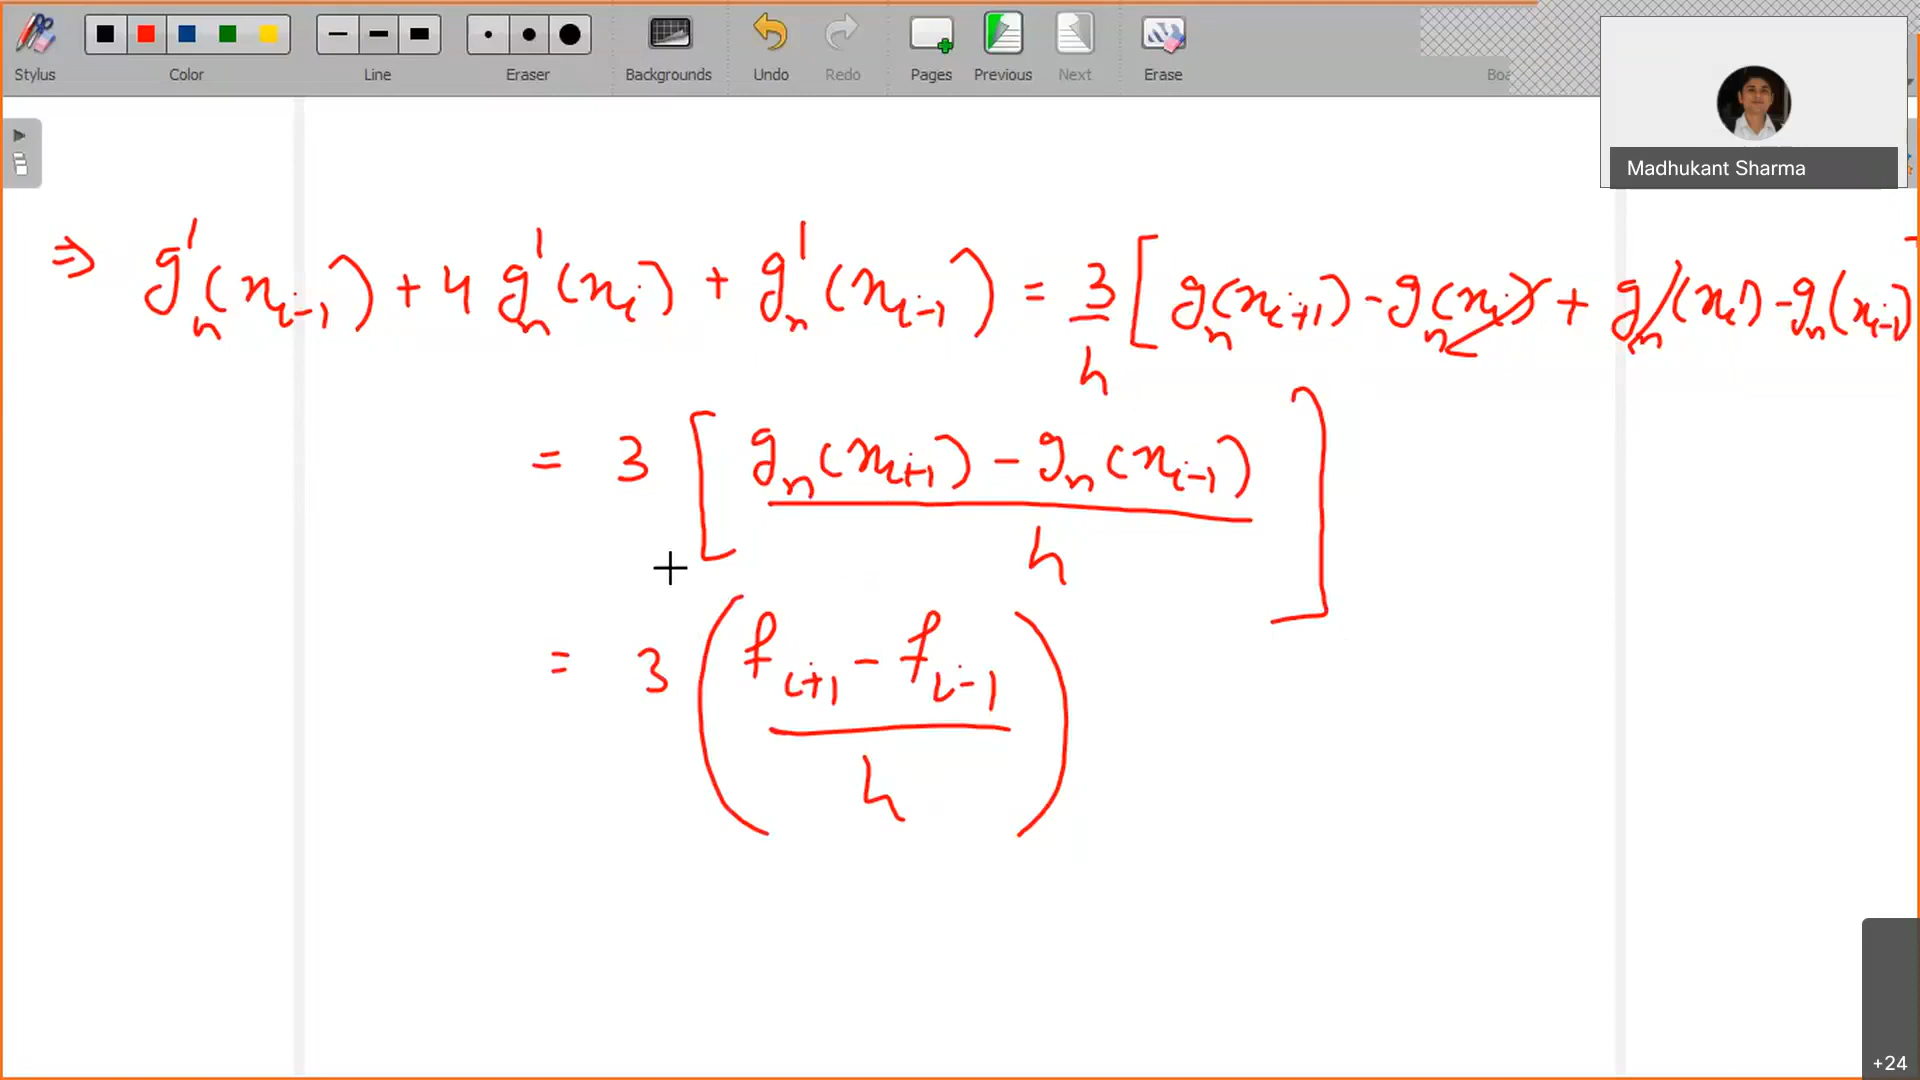 Stylus Color Line Eraser Backgrounds Undo Redo Pages Previous Next Erase
Madhukant Sharma
⇒ g'ₙ(xᵢ₋₁) + 4 g'ₙ(xᵢ) + g'ₙ(xᵢ₋₁) = 3/h [gₙ(xᵢ₊₁) - gₙ(xᵢ) + gₙ(xᵢ) - gₙ(xᵢ₋₁)]
= 3 [ (gₙ(xᵢ₊₁) - gₙ(xᵢ₋₁)) / h ]
= 3 ( (fᵢ₊₁ - fᵢ₋₁) / h )
+24